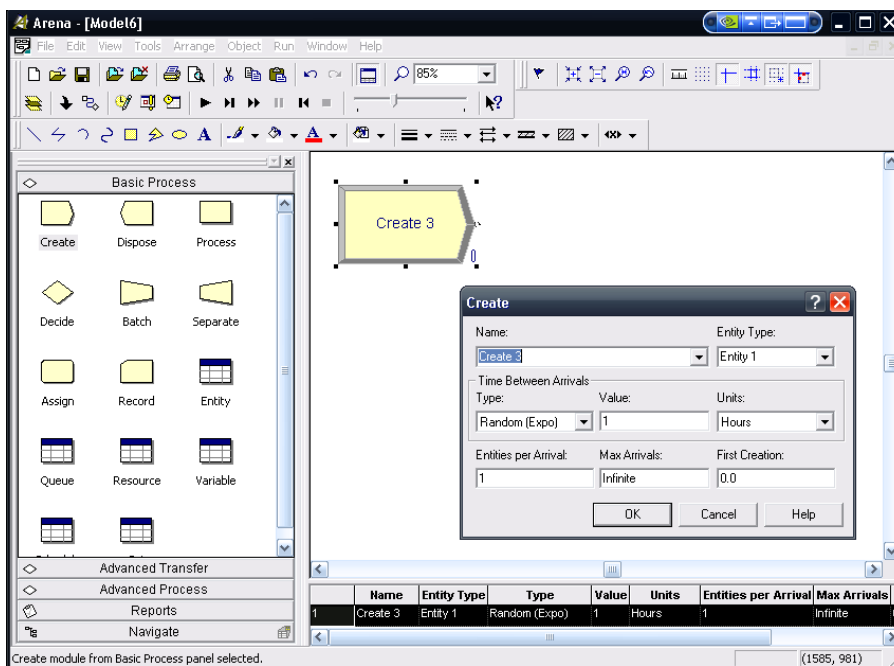 Arena - [Model6]
File Edit View Tools Arrange Object Run Window Help
85%
A A
Basic Process
Create Dispose Process
Decide Batch Separate
Assign Record Entity
Queue Resource Variable
Advanced Transfer
Advanced Process
Reports
Navigate
Create 3
0
Create
Name: Entity Type:
Create 3 Entity 1
Time Between Arrivals
Type: Value: Units:
Random (Expo) 1 Hours
Entities per Arrival: Max Arrivals: First Creation:
1 Infinite 0.0
OK Cancel Help
Name Entity Type Type Value Units Entities per Arrival Max Arrivals
1 Create 3 Entity 1 Random (Expo) 1 Hours 1 Infinite
Create module from Basic Process panel selected. (1585, 981)